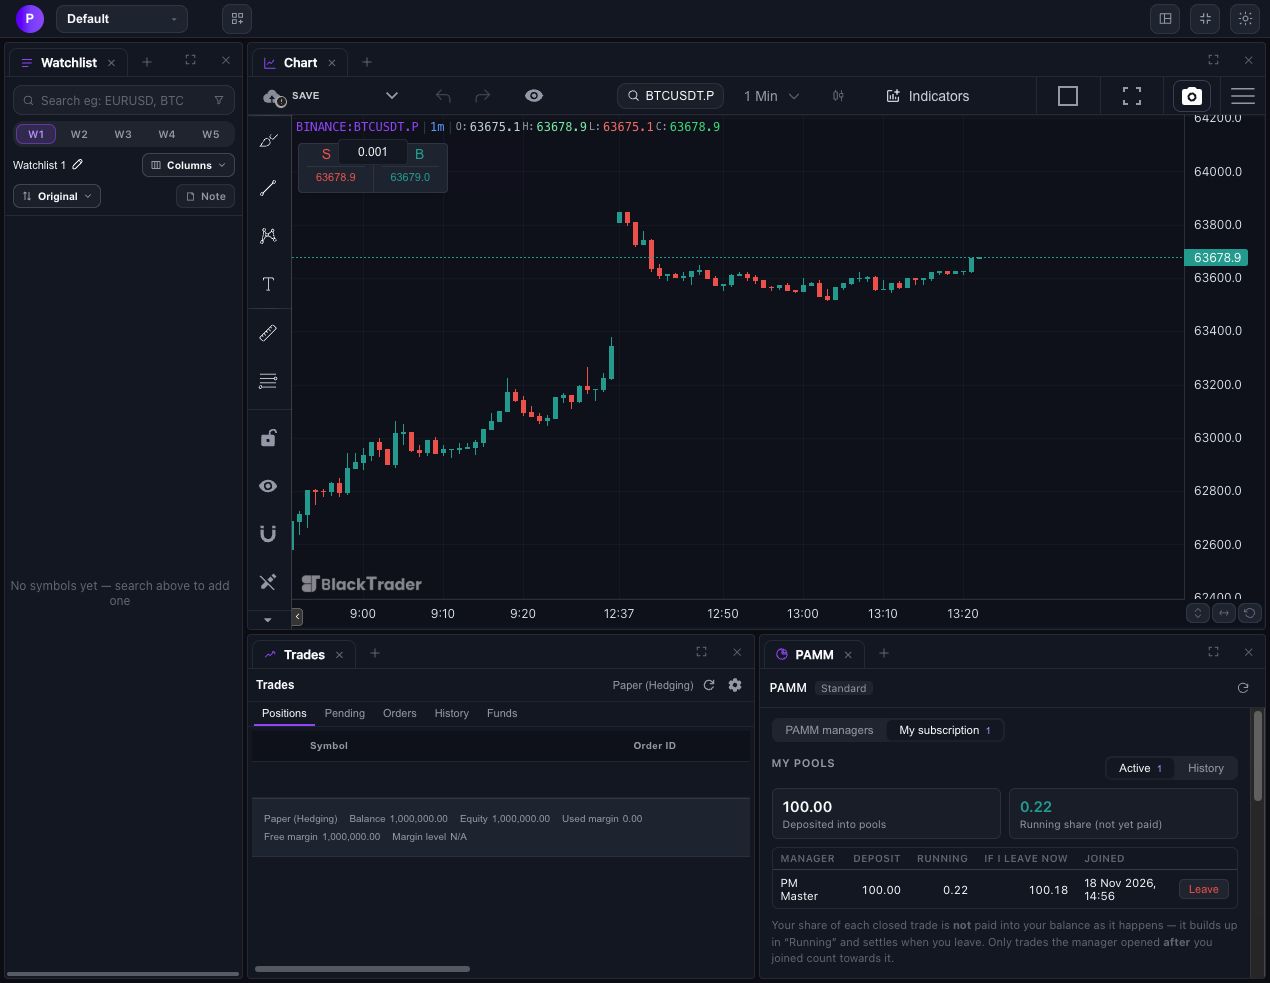 P
Default
Watchlist
Search eg: EURUSD, BTC
W1 W2 W3 W4 W5
Watchlist 1
Columns
Original
Note
No symbols yet — search above to add
one
Chart
SAVE
BTCUSDT.P
1 Min
Indicators
BINANCE:BTCUSDT.P 1m O:63675.1 H:63678.9 L:63675.1 C:63678.9
S 0.001 B
63678.9 63679.0
64200.0
64000.0
63800.0
63678.9
63600.0
63400.0
63200.0
63000.0
62800.0
62600.0
62400.0
BlackTrader
9:00 9:10 9:20 12:37 12:50 13:00 13:10 13:20
Trades
Trades
Paper (Hedging)
Positions Pending Orders History Funds
Symbol Order ID
Paper (Hedging) Balance 1,000,000.00 Equity 1,000,000.00 Used margin 0.00
Free margin 1,000,000.00 Margin level N/A
PAMM
PAMM Standard
PAMM managers My subscription 1
MY POOLS
Active 1 History
100.00
Deposited into pools
0.22
Running share (not yet paid)
MANAGER DEPOSIT RUNNING IF I LEAVE NOW JOINED
PM Master 100.00 0.22 100.18 18 Nov 2026, 14:56 Leave
Your share of each closed trade is not paid into your balance as it happens — it builds up
in “Running” and settles when you leave. Only trades the manager opened after you
joined count towards it.